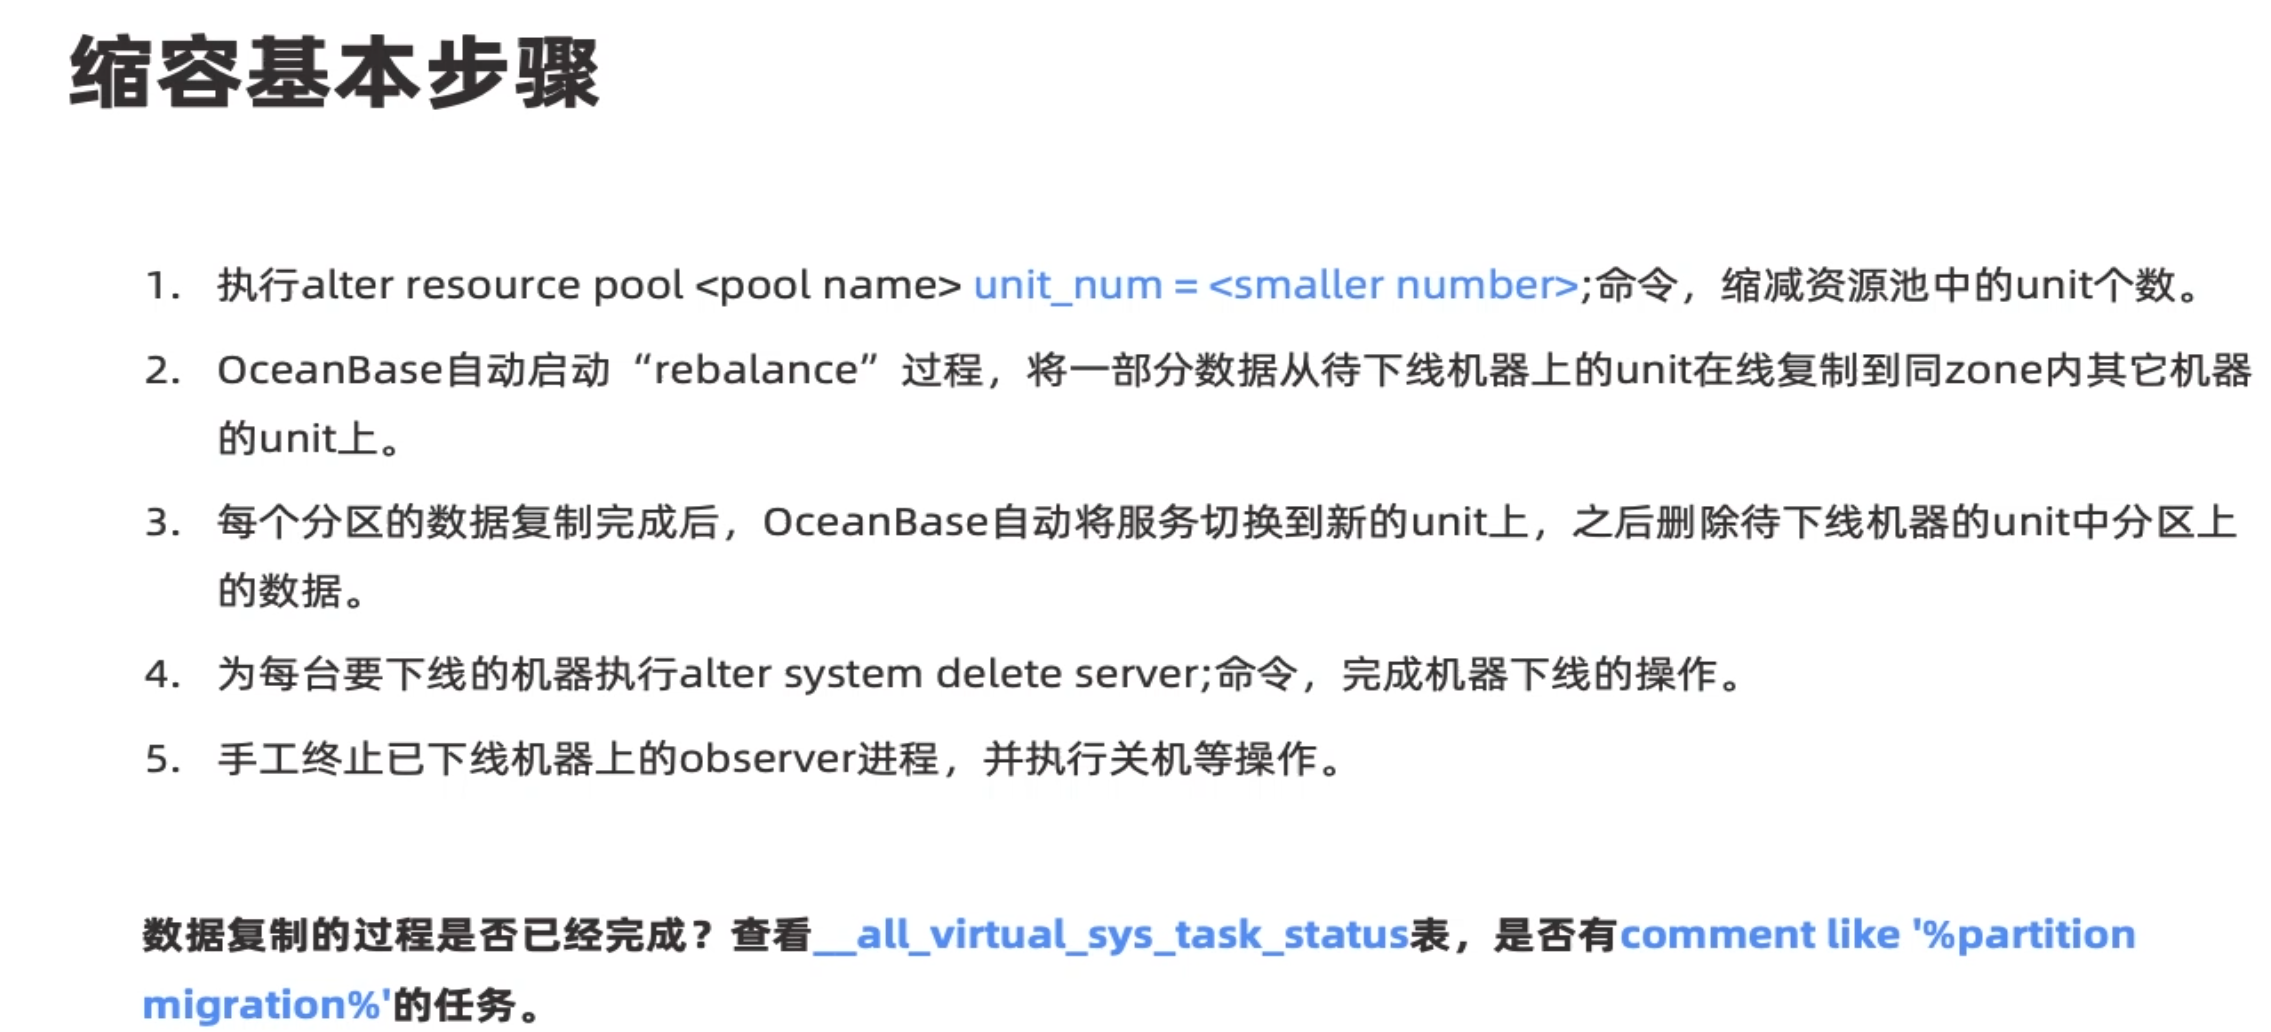 缩容基本步骤
1. 执行alter resource pool <pool name> unit_num = <smaller number>;命令，缩减资源池中的unit个数。
2. OceanBase自动启动“rebalance”过程，将一部分数据从待下线机器上的unit在线复制到同zone内其它机器
的unit上。
3. 每个分区的数据复制完成后，OceanBase自动将服务切换到新的unit上，之后删除待下线机器的unit中分区上
的数据。
4. 为每台要下线的机器执行alter system delete server;命令，完成机器下线的操作。
5. 手工终止已下线机器上的observer进程，并执行关机等操作。
数据复制的过程是否已经完成？查看__all_virtual_sys_task_status表，是否有comment like '%partition
migration%'的任务。